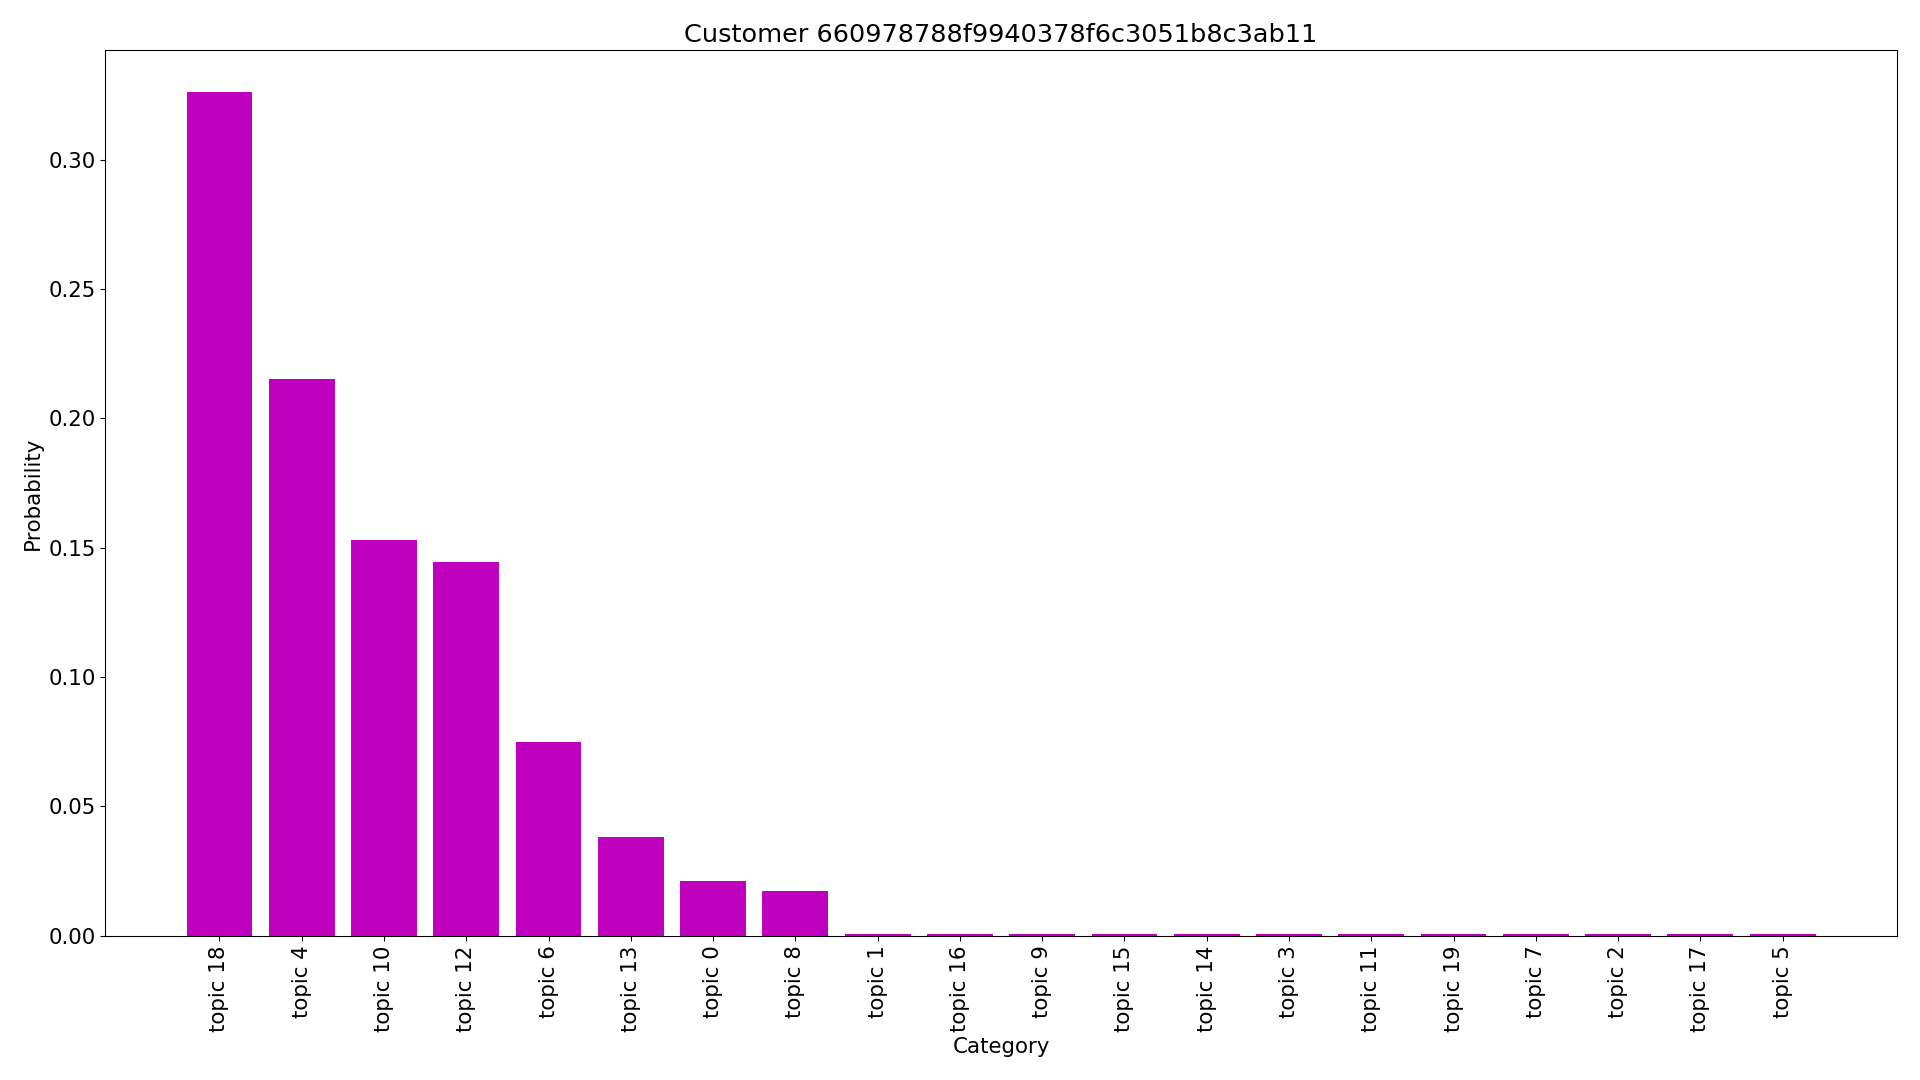 Customer 660978788f9940378f6c3051b8c3ab11
0.30
0.25
0.20
0.15
0.10
0.05
0.00
Probability
topic 18
topic 4
topic 10
topic 12
topic 6
topic 13
topic 0
topic 8
topic 1
topic 16
topic 9
topic 15
topic 14
topic 3
topic 11
topic 19
topic 7
topic 2
topic 17
topic 5
Category